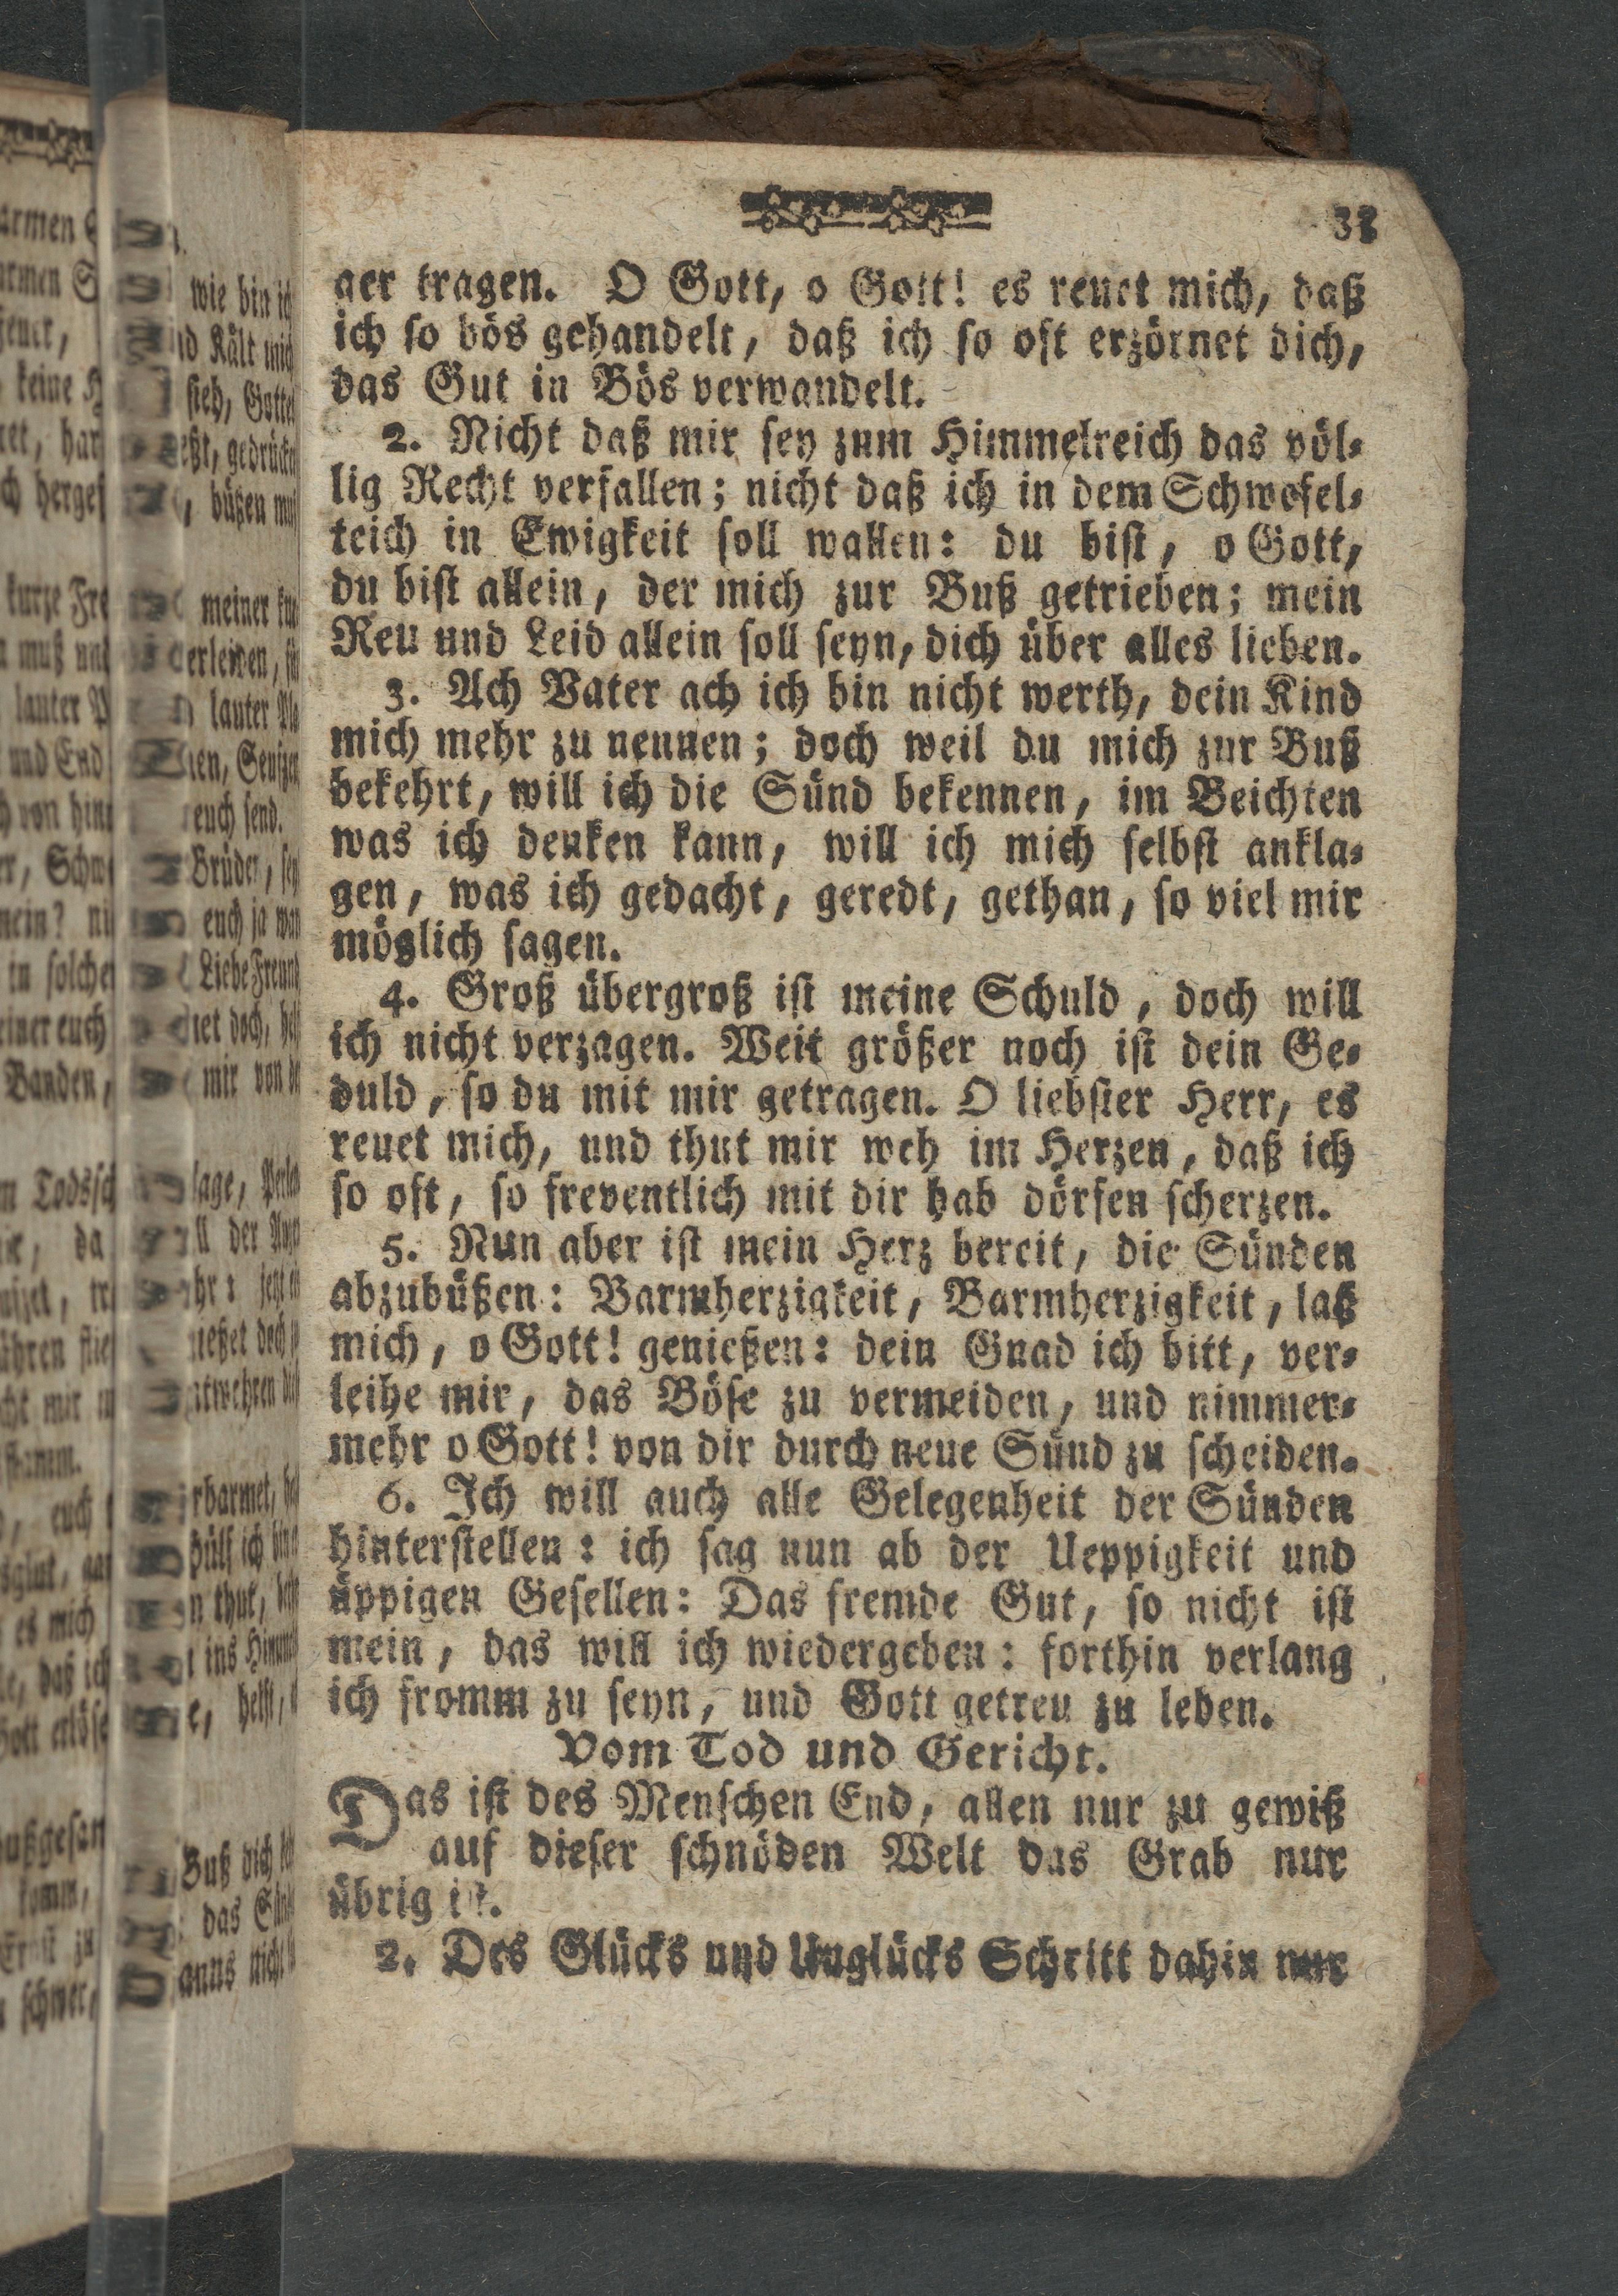 33
ger tragen. O Gott, o Gott! es reuet mich, daß
ich so bös gehandelt, daß ich so oft erzörnet dich,
das Gut in Bös verwandelt.
2. Nicht daß mir sey zum Himmelreich das völ-
lig Recht verfallen; nicht daß ich in dem Schwefel-
teich in Ewigkeit soll wallen: du bist, o Gott,
du bist allein, der mich zur Buß getrieben; mein
Reu und Leid allein soll seyn, dich über alles lieben.
3. Ach Vater ach ich bin nicht werth, dein Kind
mich mehr zu nennen; doch weil du mich zur Buß
bekehrt, will ich die Sünd bekennen, im Beichten
was ich denken kann, will ich mich selbst ankla-
gen, was ich gedacht, geredt, gethan, so viel mir
möglich sagen.
4. Groß übergroß ist meine Schuld, doch will
ich nicht verzagen. Weit größer noch ist dein Ge-
duld, so du mit mir getragen. O liebster Herr, es
reuet mich, und thut mir weh im Herzen, daß ich
so oft, so freventlich mit dir hab dörfen scherzen.
5. Nun aber ist mein Herz bereit, die Sünden
abzubüßen: Barmherzigkeit, Barmherzigkeit, laß
mich, o Gott! genießen: dein Gnad ich bitt, ver-
leihe mir, das Böse zu vermeiden, und nimmer-
mehr o Gott! von dir durch neue Sünd zu scheiden.
6. Ich will auch alle Gelegenheit der Sünden
hinterstellen: ich sag nun ab der Ueppigkeit und
üppigen Gesellen: Das fremde Gut, so nicht ist
mein, das will ich wiedergeben: forthin verlang
ich fromm zu seyn, und Gott getreu zu leben.
Vom Tod und Gericht.
Das ist des Menschen End, allen nur zu gewiß
auf dieser schnöden Welt das Grab nur
übrig ist.
2. Des Glücks und Unglücks Schritt dahin nur